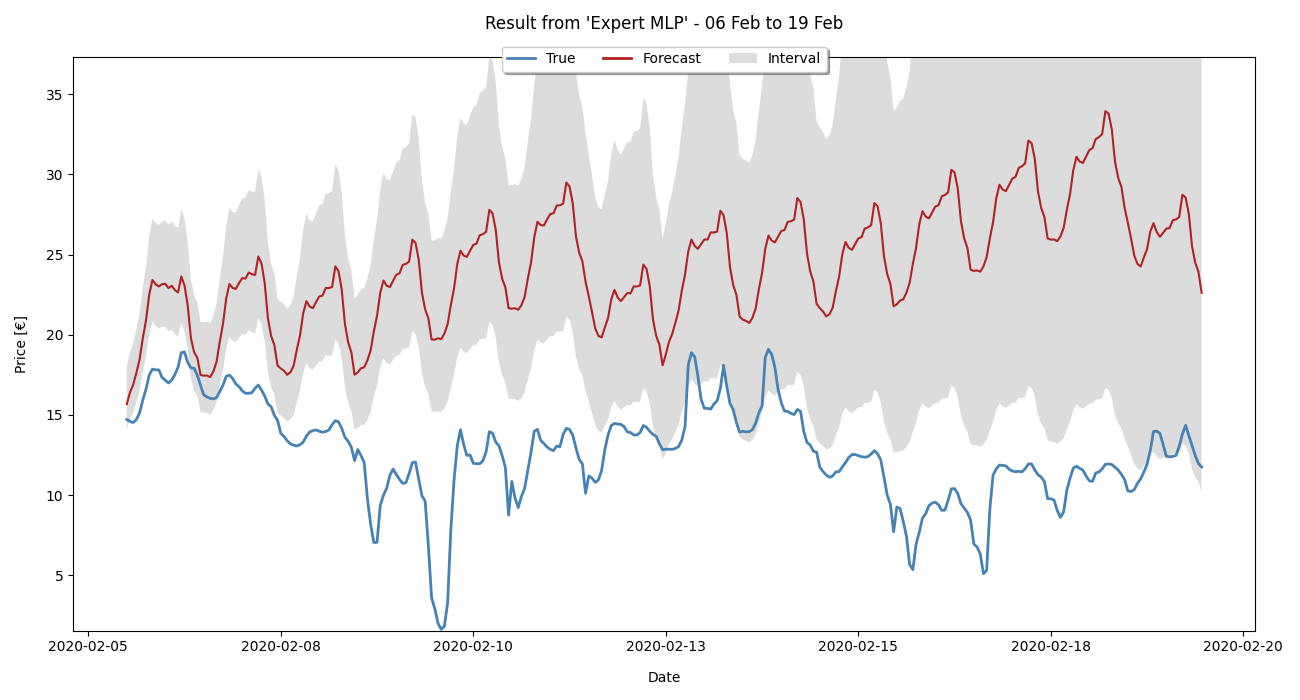 Result from 'Expert MLP' - 06 Feb to 19 Feb
True Forecast Interval
Price [€]
35
30
25
20
15
10
5
2020-02-05 2020-02-08 2020-02-10 2020-02-13 2020-02-15 2020-02-18 2020-02-20
Date